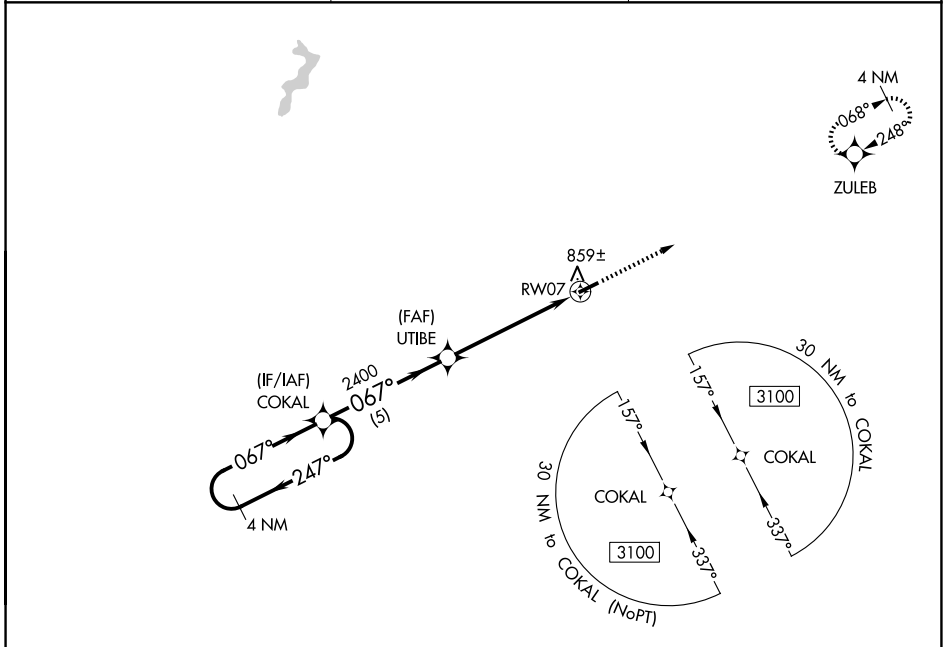 4 NM
068°
248°
ZULEB
859±
RW07
(FAF)
UTIBE
(IF/IAF)
COKAL
2400
067°
(5)
067°
247°
4 NM
30 NM to COKAL
157°
3100
COKAL
337°
157°
COKAL
3100
337°
30 NM to COKAL (NoPT)